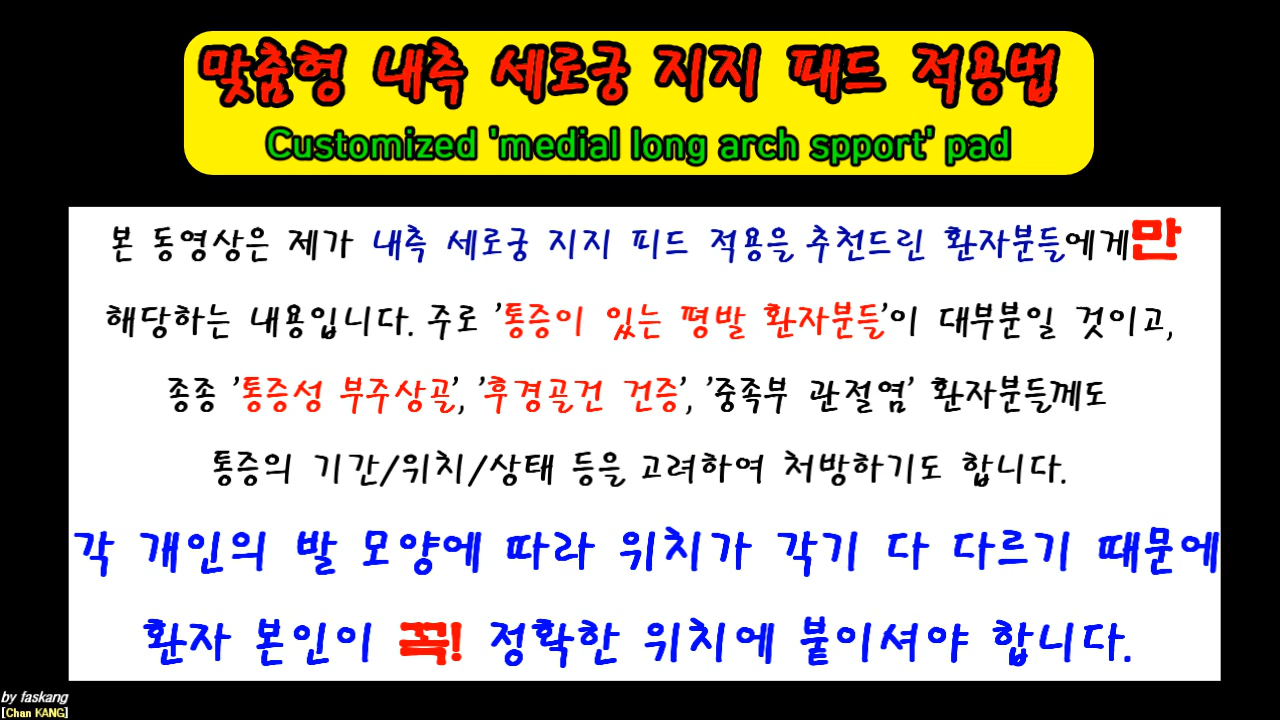 맞춤형 내측 세로궁 지지 패드 적용법
Customized 'medial long arch spport' pad
본 동영상은 제가 내측 세로궁 지지 피드 적용을 추천드린 환자분들에게만
해당하는 내용입니다. 주로 '통증이 있는 평발 환자분들'이 대부분일 것이고,
종종 '통증성 부주상골', '후경골건 건증', '중족부 관절염' 환자분들께도
통증의 기간/위치/상태 등을 고려하여 처방하기도 합니다.
각 개인의 발 모양에 따라 위치가 각기 다 다르기 때문에
환자 본인이 꼭! 정확한 위치에 붙이셔야 합니다.
by faskang
[Chan KANG]